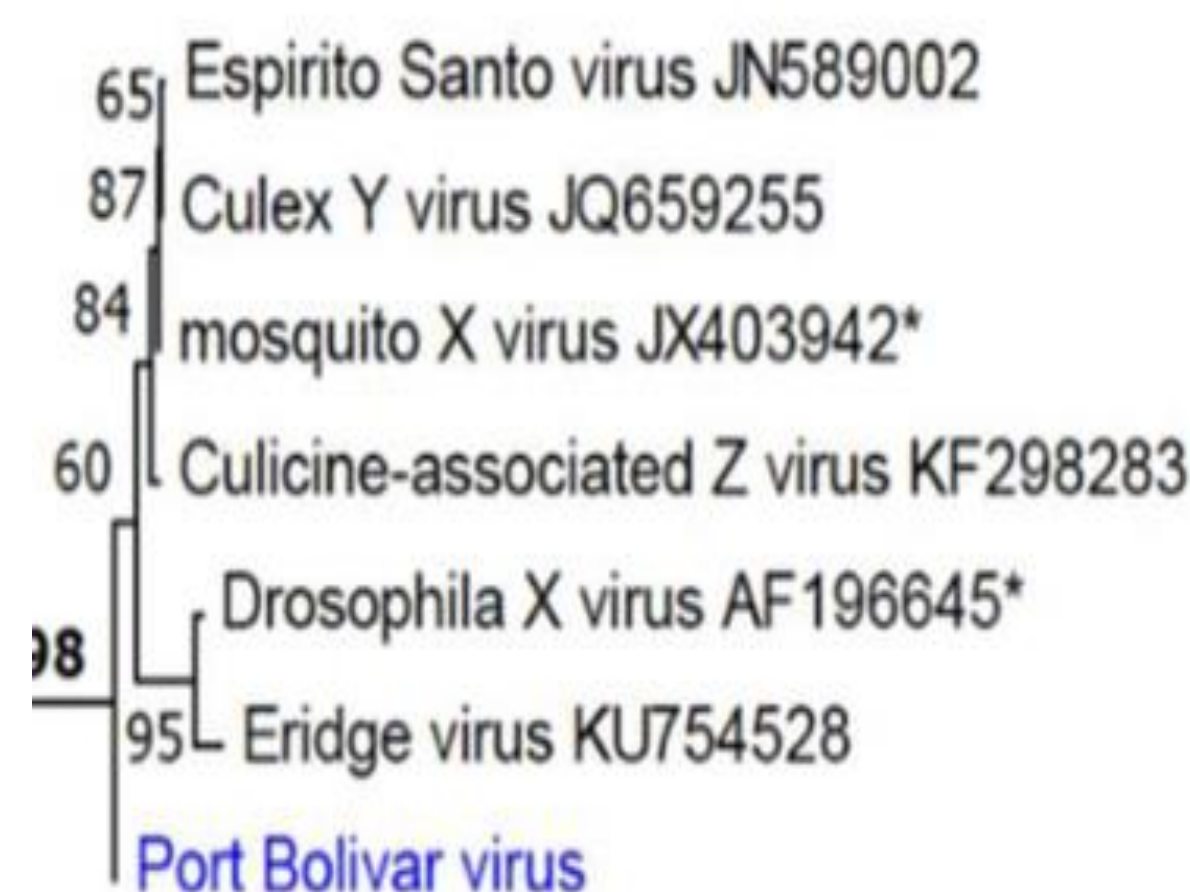 65 Espirito Santo virus JN589002
87 Culex Y virus JQ659255
84 mosquito X virus JX403942*
60 Culicine-associated Z virus KF298283
Drosophila X virus AF196645*
98
95 Eridge virus KU754528
Port Bolivar virus